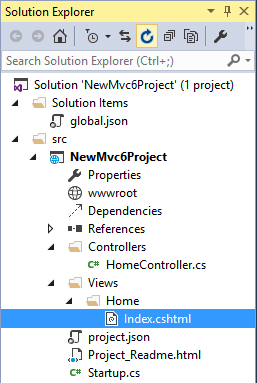 Solution Explorer
Search Solution Explorer (Ctrl+;)
Solution 'NewMvc6Project' (1 project)
Solution Items
global.json
src
NewMvc6Project
Properties
wwwroot
Dependencies
References
Controllers
C# HomeController.cs
Views
Home
Index.cshtml
project.json
Project_Readme.html
C# Startup.cs